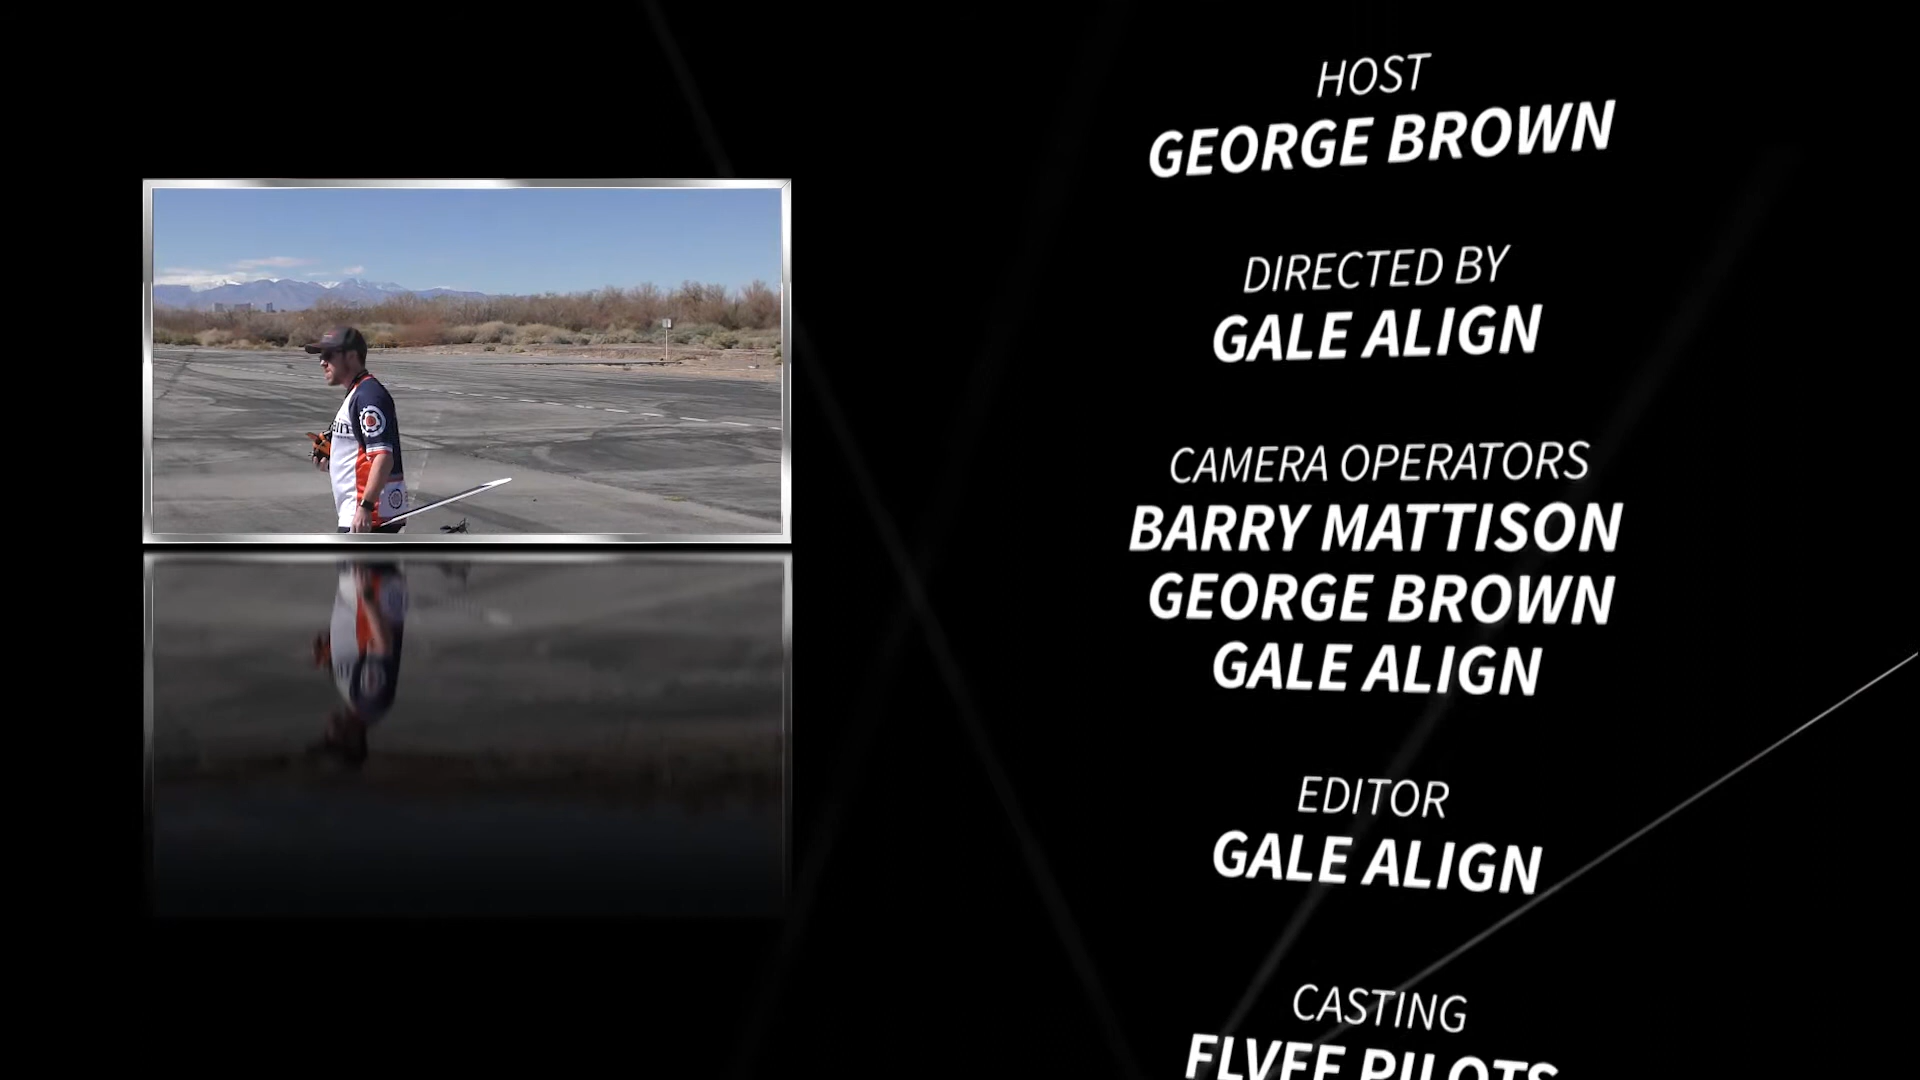 HOST
GEORGE BROWN
DIRECTED BY
GALE ALIGN
CAMERA OPERATORS
BARRY MATTISON
GEORGE BROWN
GALE ALIGN
EDITOR
GALE ALIGN
CASTING
PILOTS